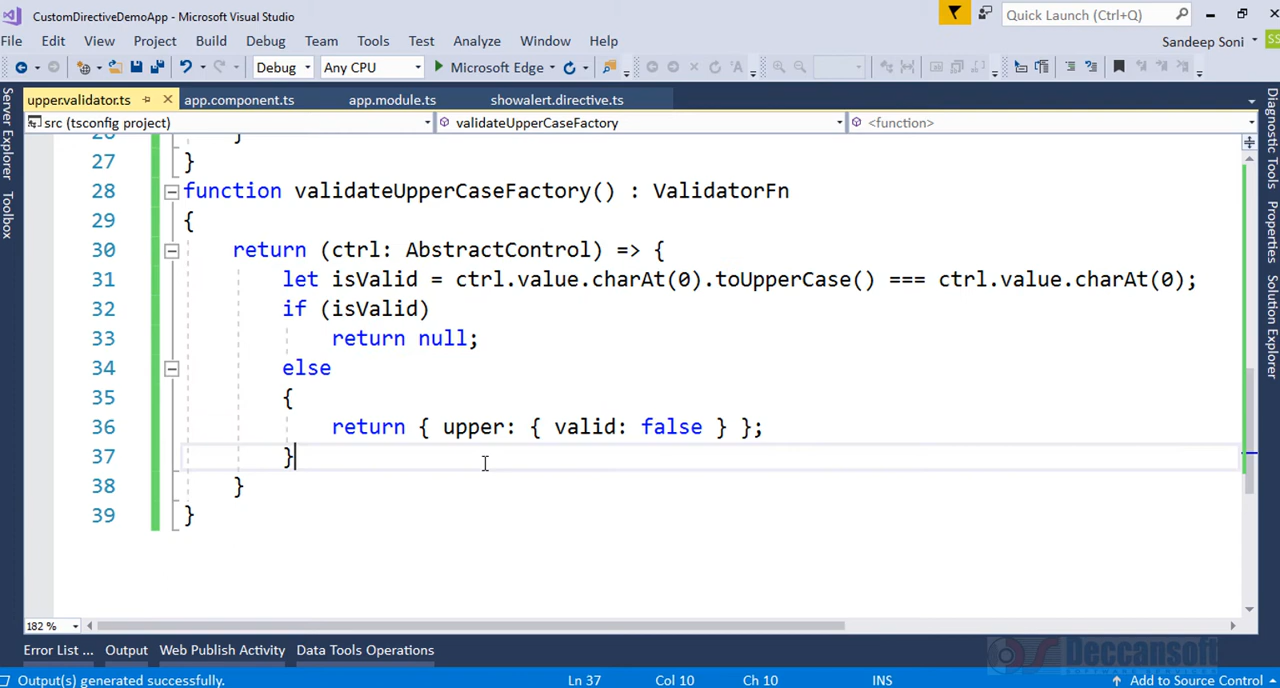 CustomDirectiveDemoApp - Microsoft Visual Studio
Quick Launch (Ctrl+Q)
File Edit View Project Build Debug Team Tools Test Analyze Window Help
Sandeep Soni
SS
Debug Any CPU Microsoft Edge
upper.validator.ts app.component.ts app.module.ts showalert.directive.ts
src (tsconfig project) validateUpperCaseFactory <function>
Server Explorer
Toolbox
Diagnostic Tools
Properties
Solution Explorer
26 }
27 }
28 function validateUpperCaseFactory() : ValidatorFn
29 {
30 return (ctrl: AbstractControl) => {
31 let isValid = ctrl.value.charAt(0).toUpperCase() === ctrl.value.charAt(0);
32 if (isValid)
33 return null;
34 else
35 {
36 return { upper: { valid: false } };
37 }
38 }
39 }
182 %
Deccansoft
Error List ... Output Web Publish Activity Data Tools Operations
Output(s) generated successfully. Ln 37 Col 10 Ch 10 INS Add to Source Control